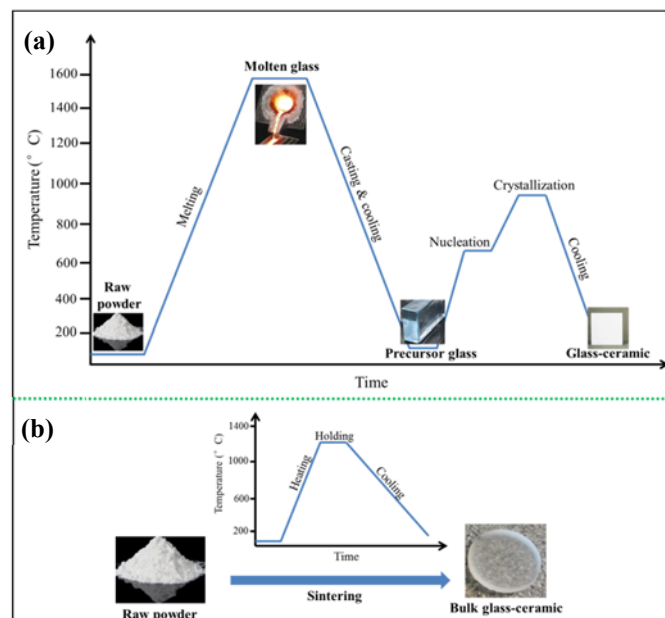 (a)
Temperature (° C)
1600
1400
1200
1000
800
600
400
200
Molten glass
Melting
Casting & cooling
Crystallization
Nucleation
Cooling
Raw
powder
Precursor glass
Glass-ceramic
Time
(b)
Temperature (° C)
1400
1000
600
200
Holding
Heating
Cooling
Time
Sintering
Raw powder
Bulk glass-ceramic